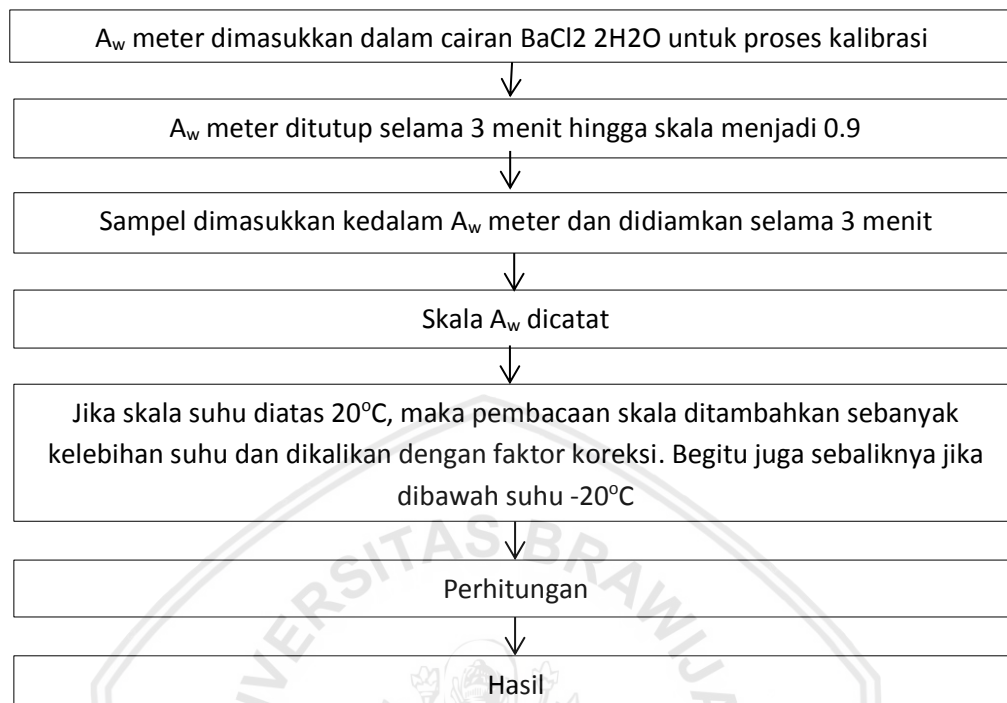 A𝗐 meter dimasukkan dalam cairan BaCl2 2H2O untuk proses kalibrasi
A𝗐 meter ditutup selama 3 menit hingga skala menjadi 0.9
Sampel dimasukkan kedalam A𝗐 meter dan didiamkan selama 3 menit
Skala A𝗐 dicatat
Jika skala suhu diatas 20°C, maka pembacaan skala ditambahkan sebanyak
kelebihan suhu dan dikalikan dengan faktor koreksi. Begitu juga sebaliknya jika
dibawah suhu -20°C
Perhitungan
Hasil
VERSITAS BRAWIJA